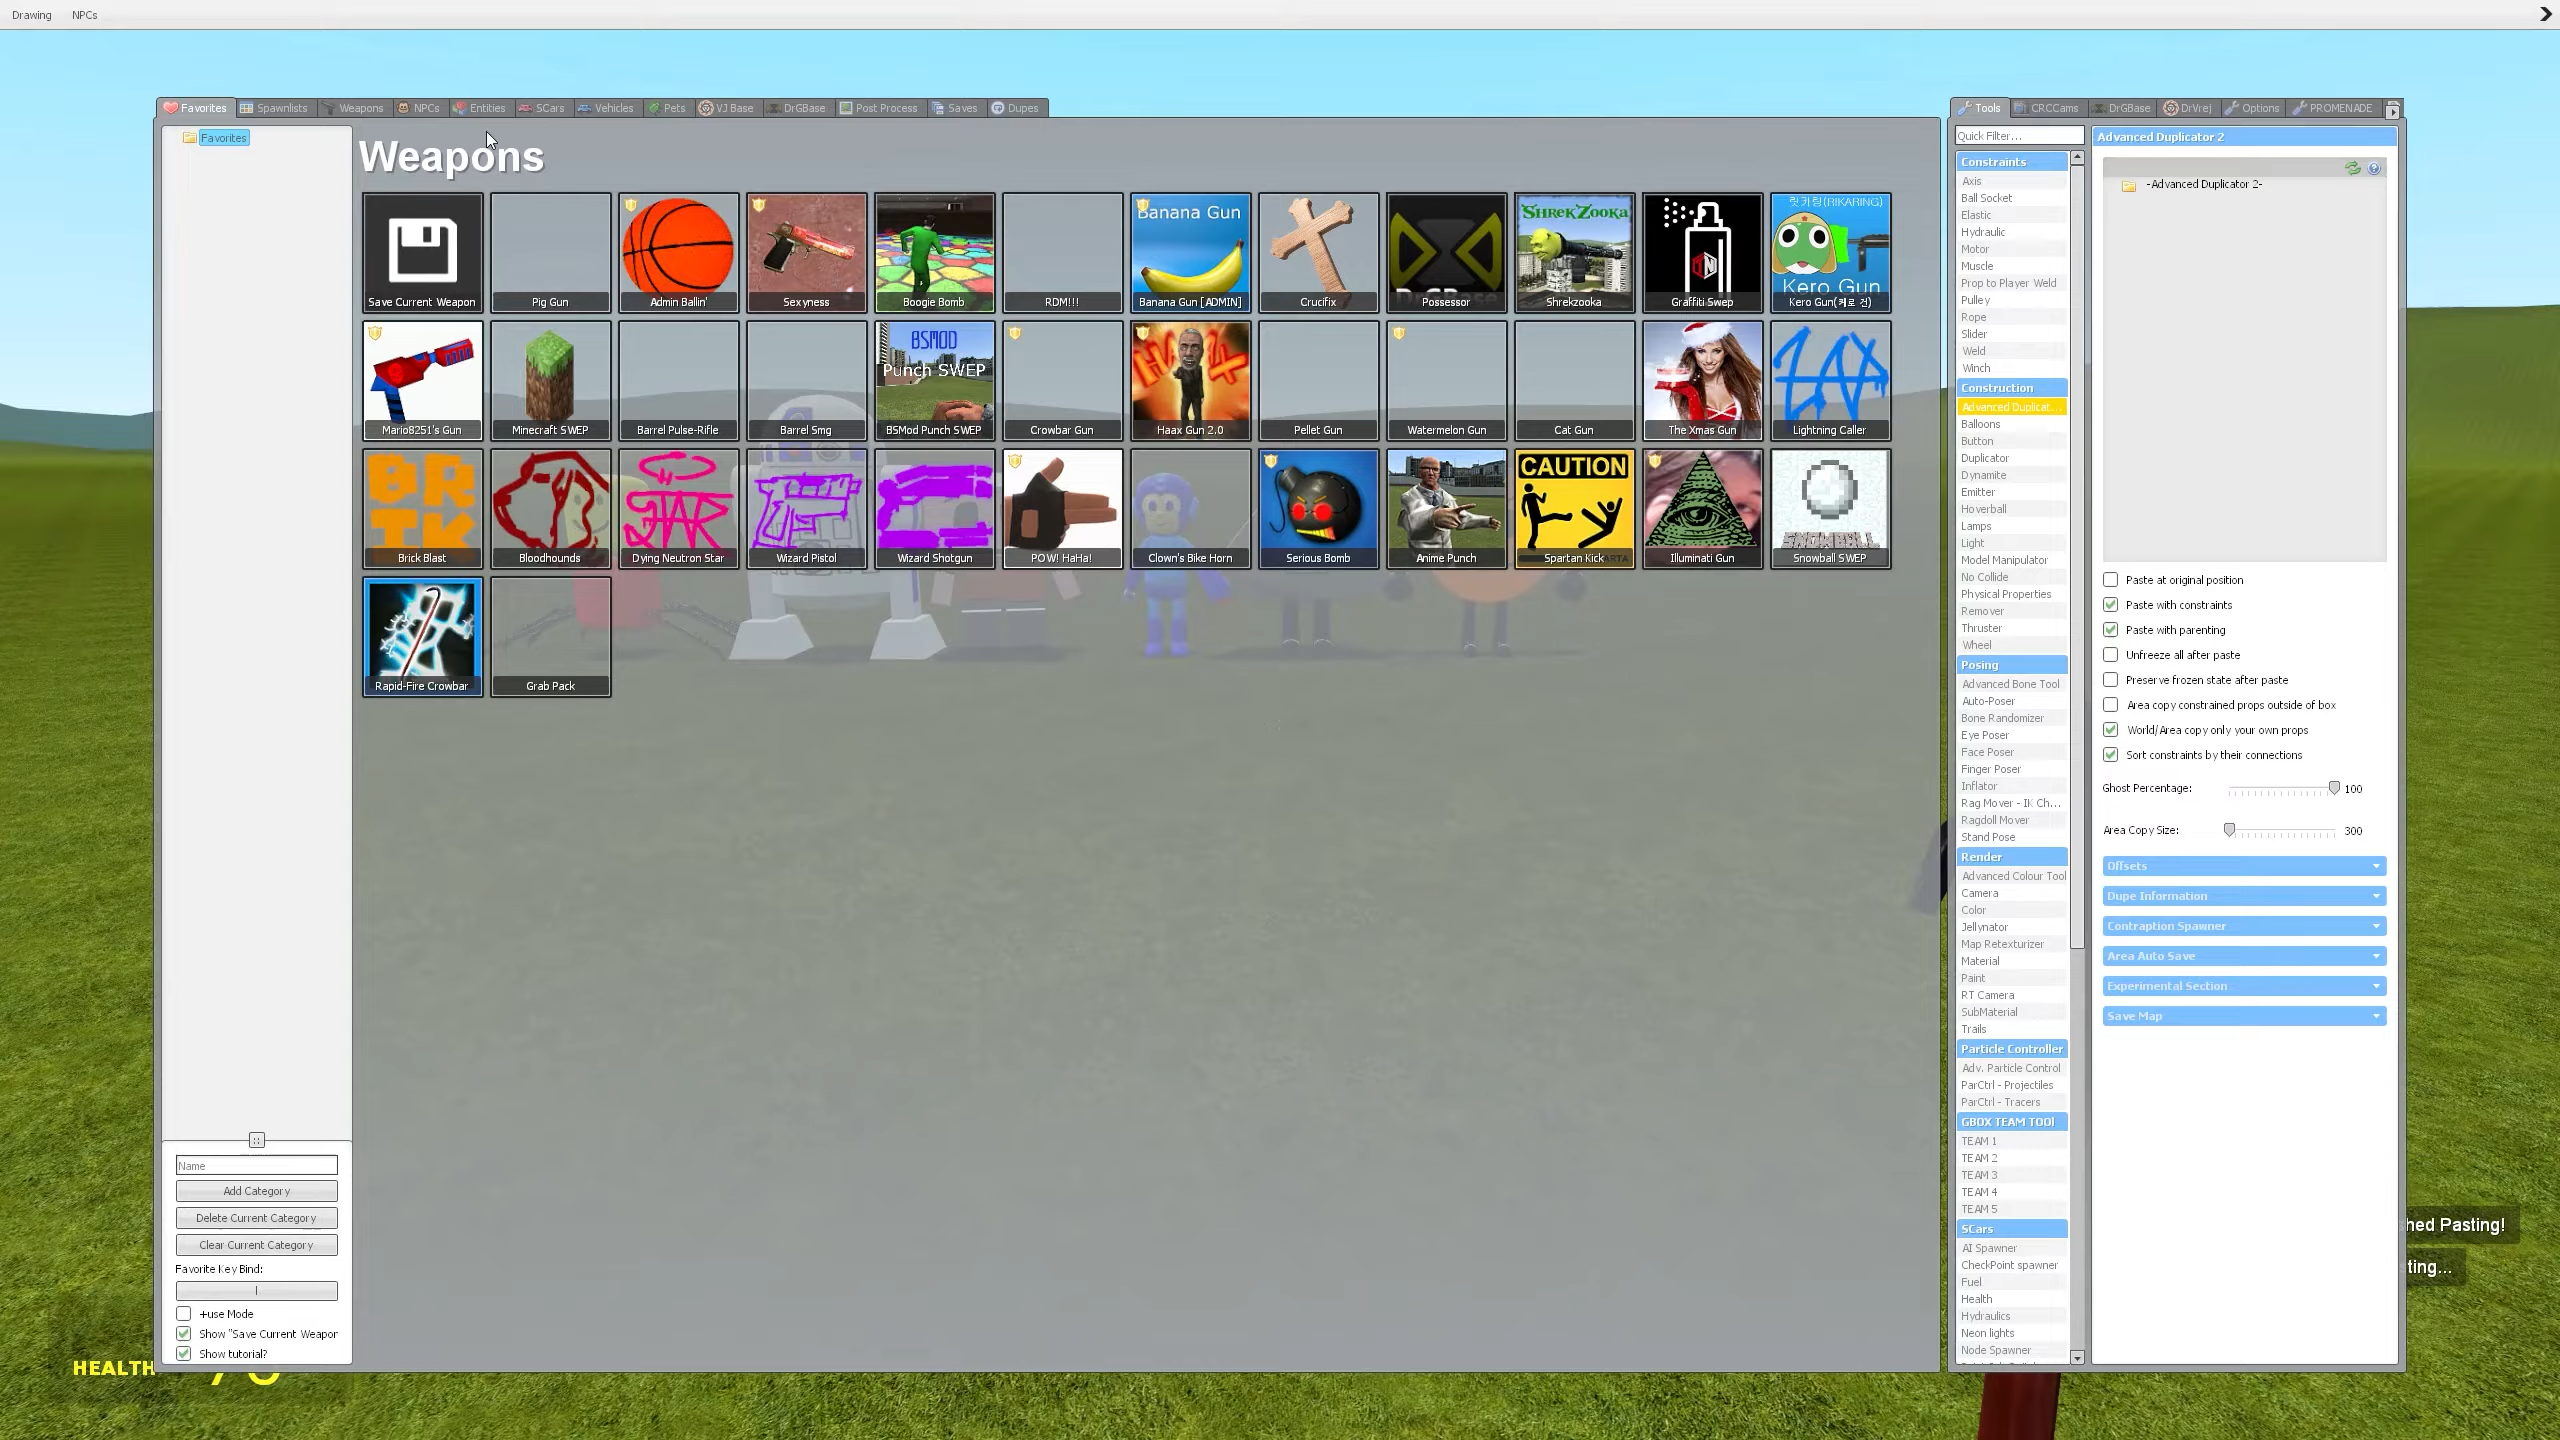 Drawing NPCs
Favorites Spawnlists Weapons NPCs Entities SCars Vehicles Pets VJ Base DrGBase Post Process Saves Dupes
Favorites
Weapons
Save Current Weapon Pig Gun Admin Ballin' Sexyness Boogie Bomb RDM!!! Banana Gun [ADMIN] Crucifix Possessor Shrekzooka Graffiti Swep Kero Gun(케로 건)
Banana Gun
SHREKZOOKA
릿카링(RIKARING)
Kero Gun
Mario8251's Gun Minecraft SWEP Barrel Pulse-Rifle Barrel Smg BSMod Punch SWEP Crowbar Gun Haax Gun 2.0 Pellet Gun Watermelon Gun Cat Gun The Xmas Gun Lightning Caller
BSMOD
Punch SWEP
Brick Blast Bloodhounds Dying Neutron Star Wizard Pistol Wizard Shotgun POW! HaHa! Clown's Bike Horn Serious Bomb Anime Punch Spartan Kick Illuminati Gun Snowball SWEP
STAR
CAUTION
SNOWBALL
Rapid-Fire Crowbar Grab Pack
Name
Add Category
Delete Current Category
Clear Current Category
Favorite Key Bind:
I
+use Mode
Show "Save Current Weapor
Show tutorial?
HEALTH
Tools CRCCams DrGBase DrVrej Options PROMENADE
Quick Filter...
Constraints
Axis
Ball Socket
Elastic
Hydraulic
Motor
Muscle
Prop to Player Weld
Pulley
Rope
Slider
Weld
Winch
Construction
Advanced Duplicat...
Balloons
Button
Duplicator
Dynamite
Emitter
Hoverball
Lamps
Light
Model Manipulator
No Collide
Physical Properties
Remover
Thruster
Wheel
Posing
Advanced Bone Tool
Auto-Poser
Bone Randomizer
Eye Poser
Face Poser
Finger Poser
Inflator
Rag Mover - IK Ch...
Ragdoll Mover
Stand Pose
Render
Advanced Colour Tool
Camera
Color
Jellynator
Map Retexturizer
Material
Paint
RT Camera
SubMaterial
Trails
Particle Controller
Adv. Particle Control
ParCtrl - Projectiles
ParCtrl - Tracers
GBOX TEAM TOOl
TEAM 1
TEAM 2
TEAM 3
TEAM 4
TEAM 5
SCars
AI Spawner
CheckPoint spawner
Fuel
Health
Hydraulics
Neon lights
Node Spawner
Advanced Duplicator 2
-Advanced Duplicator 2-
Paste at original position
Paste with constraints
Paste with parenting
Unfreeze all after paste
Preserve frozen state after paste
Area copy constrained props outside of box
World/Area copy only your own props
Sort constraints by their connections
Ghost Percentage: 100
Area Copy Size: 300
Offsets
Dupe Information
Contraption Spawner
Area Auto Save
Experimental Section
Save Map
hed Pasting!
ting...